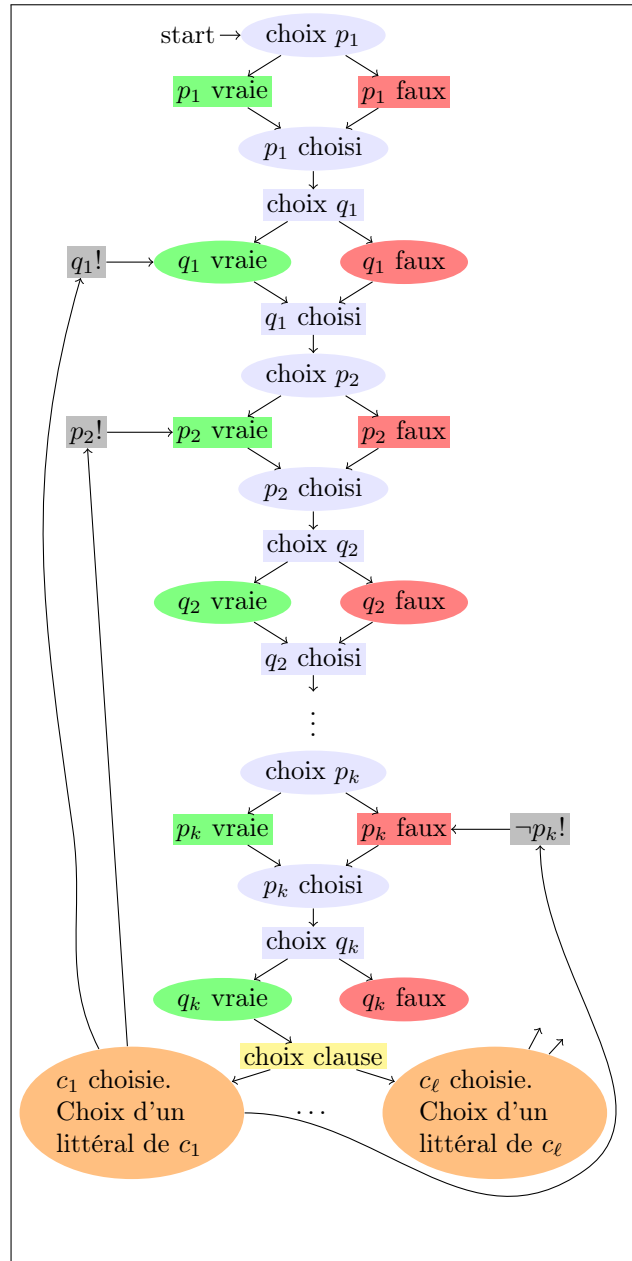 start choix p₁
p₁ vraie p₁ faux
p₁ choisi
choix q₁
q₁! q₁ vraie q₁ faux
q₁ choisi
choix p₂
p₂! p₂ vraie p₂ faux
p₂ choisi
choix q₂
q₂ vraie q₂ faux
q₂ choisi
⋮
choix pₖ
pₖ vraie pₖ faux ¬pₖ!
pₖ choisi
choix qₖ
qₖ vraie qₖ faux
choix clause
c₁ choisie.
Choix d'un
littéral de c₁
...
c_ℓ choisie.
Choix d'un
littéral de c_ℓ